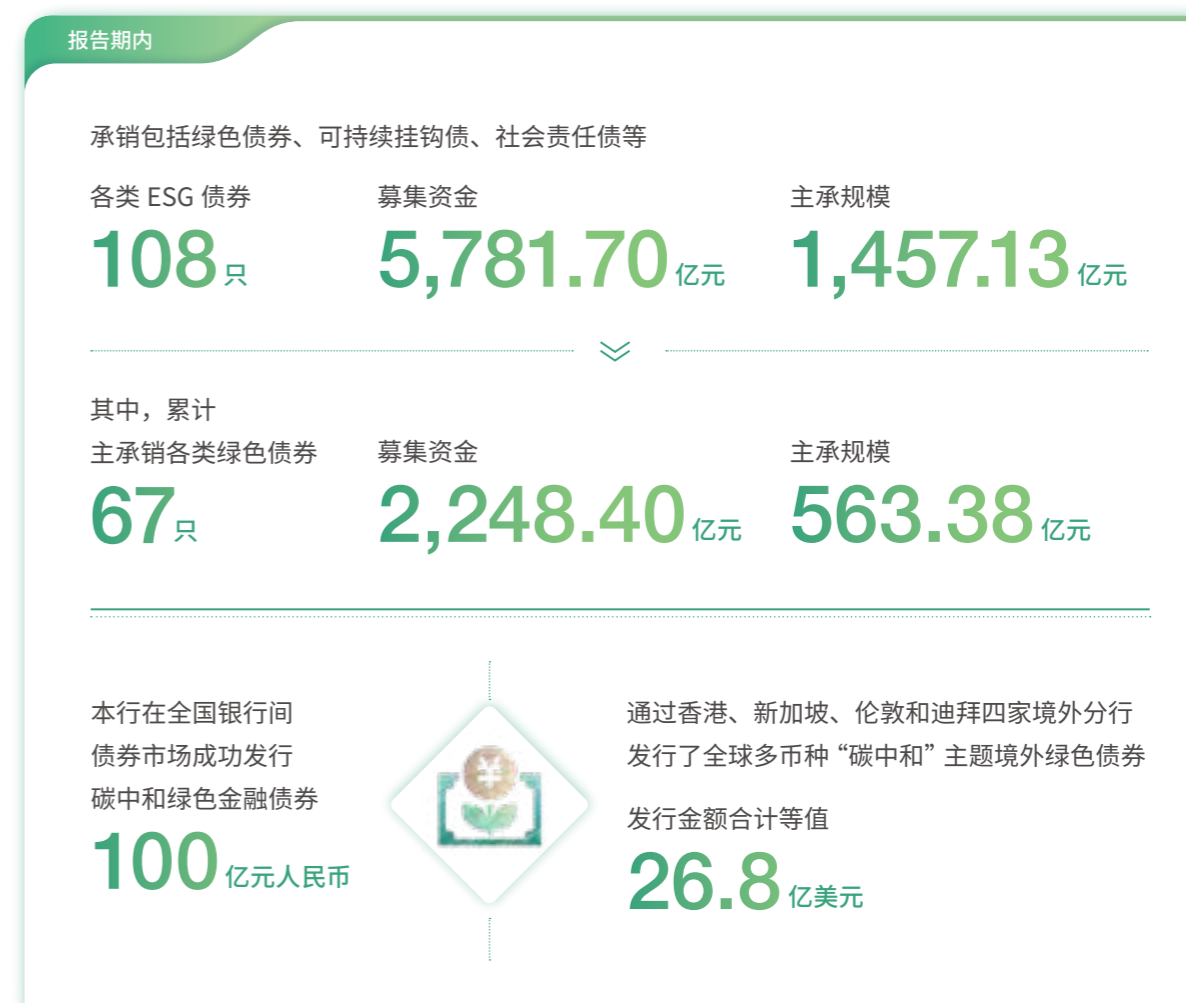 报告期内
承销包括绿色债券、可持续挂钩债、社会责任债等
各类 ESG 债券
108只
募集资金
5,781.70亿元
主承规模
1,457.13亿元
其中，累计
主承销各类绿色债券
67只
募集资金
2,248.40亿元
主承规模
563.38亿元
本行在全国银行间
债券市场成功发行
碳中和绿色金融债券
100亿元人民币
¥
通过香港、新加坡、伦敦和迪拜四家境外分行
发行了全球多币种“碳中和”主题境外绿色债券
发行金额合计等值
26.8亿美元